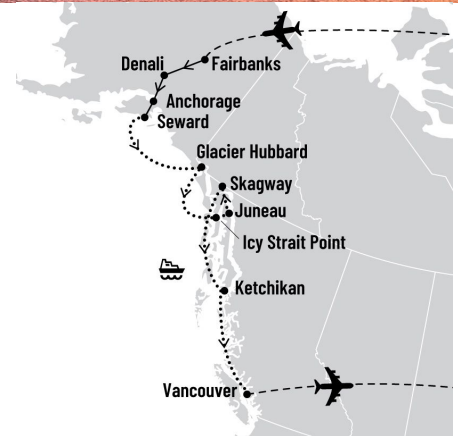 Denali
Fairbanks
Anchorage
Seward
Glacier Hubbard
Skagway
Juneau
Icy Strait Point
Ketchikan
Vancouver